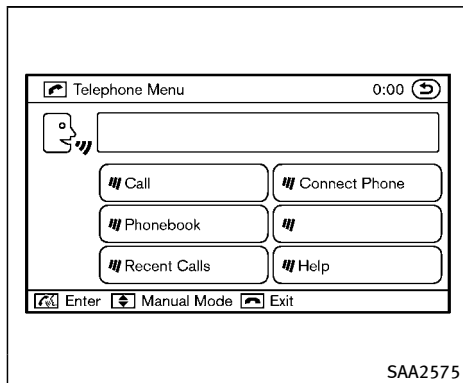 Telephone Menu 0:00
Call
Connect Phone
Phonebook
Recent Calls
Help
Enter Manual Mode Exit
SAA2575